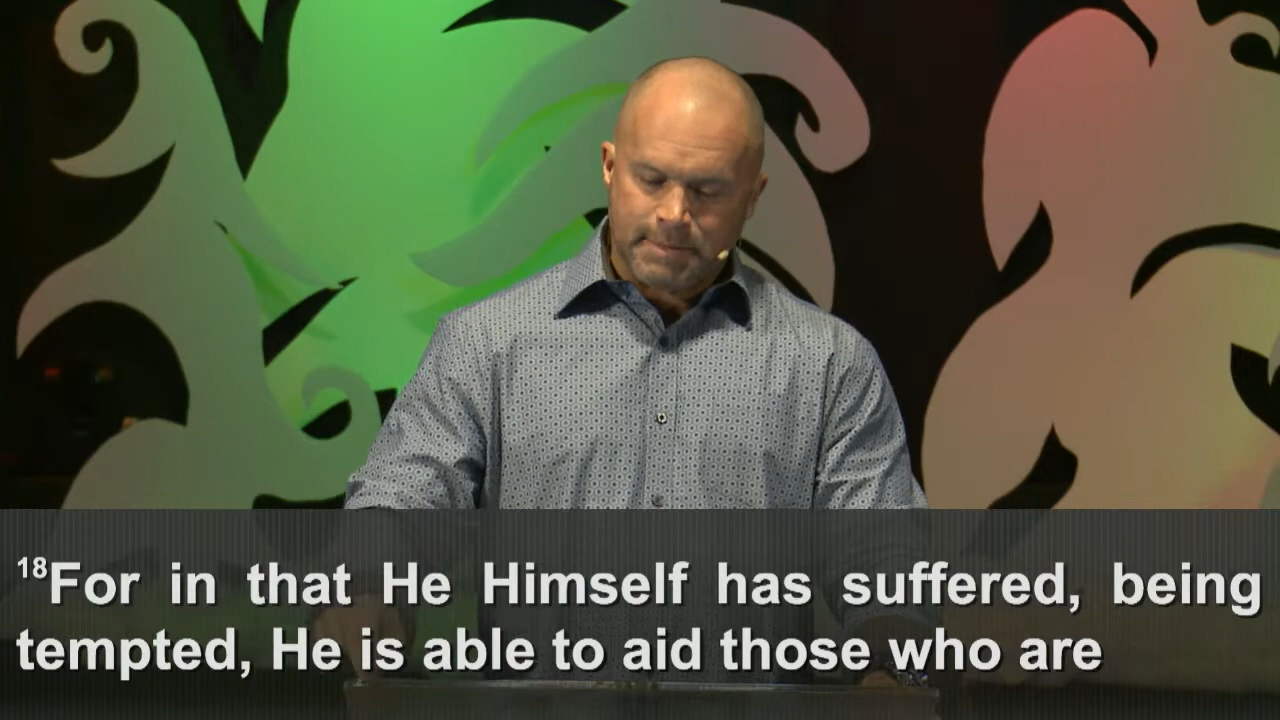 18For in that He Himself has suffered, being
tempted, He is able to aid those who are